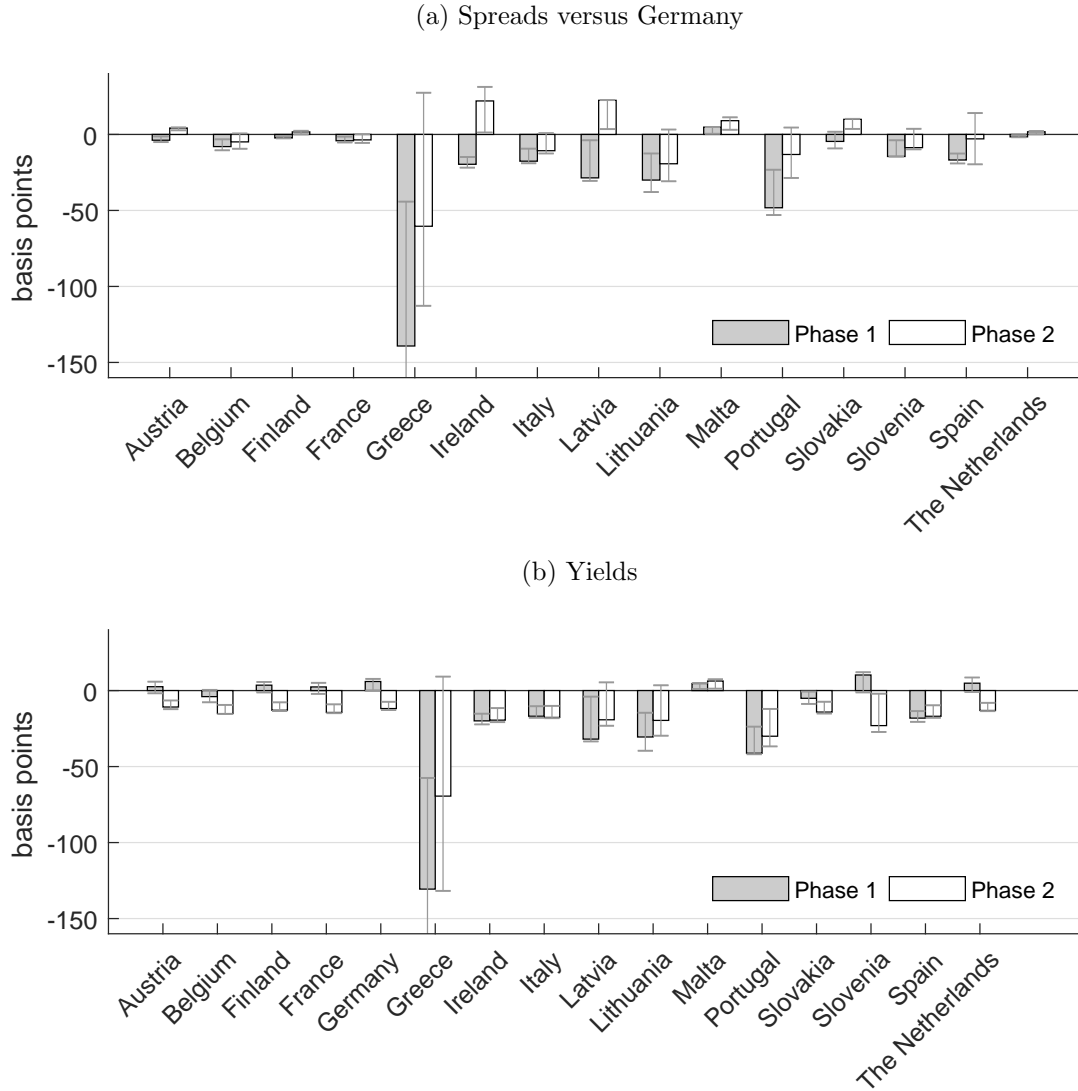 (a) Spreads versus Germany
0
-50
-100
-150
basis points
Phase 1
Phase 2
Austria
Belgium
Finland
France
Greece
Ireland
Italy
Latvia
Lithuania
Malta
Portugal
Slovakia
Slovenia
Spain
The Netherlands
(b) Yields
0
-50
-100
-150
basis points
Phase 1
Phase 2
Austria
Belgium
Finland
France
Germany
Greece
Ireland
Italy
Latvia
Lithuania
Malta
Portugal
Slovakia
Slovenia
Spain
The Netherlands